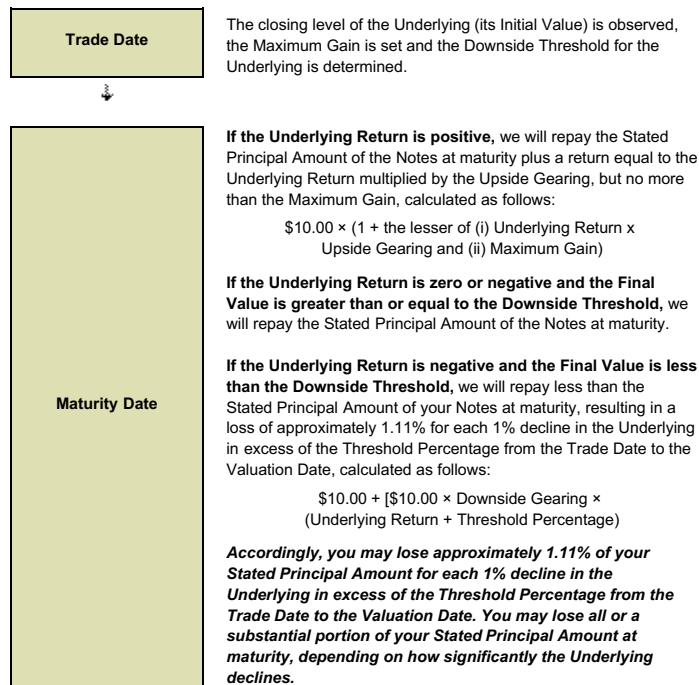 Trade Date
The closing level of the Underlying (its Initial Value) is observed,
the Maximum Gain is set and the Downside Threshold for the
Underlying is determined.
Maturity Date
If the Underlying Return is positive, we will repay the Stated
Principal Amount of the Notes at maturity plus a return equal to the
Underlying Return multiplied by the Upside Gearing, but no more
than the Maximum Gain, calculated as follows:
$10.00 × (1 + the lesser of (i) Underlying Return x
Upside Gearing and (ii) Maximum Gain)
If the Underlying Return is zero or negative and the Final
Value is greater than or equal to the Downside Threshold, we
will repay the Stated Principal Amount of the Notes at maturity.
If the Underlying Return is negative and the Final Value is less
than the Downside Threshold, we will repay less than the
Stated Principal Amount of your Notes at maturity, resulting in a
loss of approximately 1.11% for each 1% decline in the Underlying
in excess of the Threshold Percentage from the Trade Date to the
Valuation Date, calculated as follows:
$10.00 + [$10.00 × Downside Gearing ×
(Underlying Return + Threshold Percentage)
Accordingly, you may lose approximately 1.11% of your
Stated Principal Amount for each 1% decline in the
Underlying in excess of the Threshold Percentage from the
Trade Date to the Valuation Date. You may lose all or a
substantial portion of your Stated Principal Amount at
maturity, depending on how significantly the Underlying
declines.